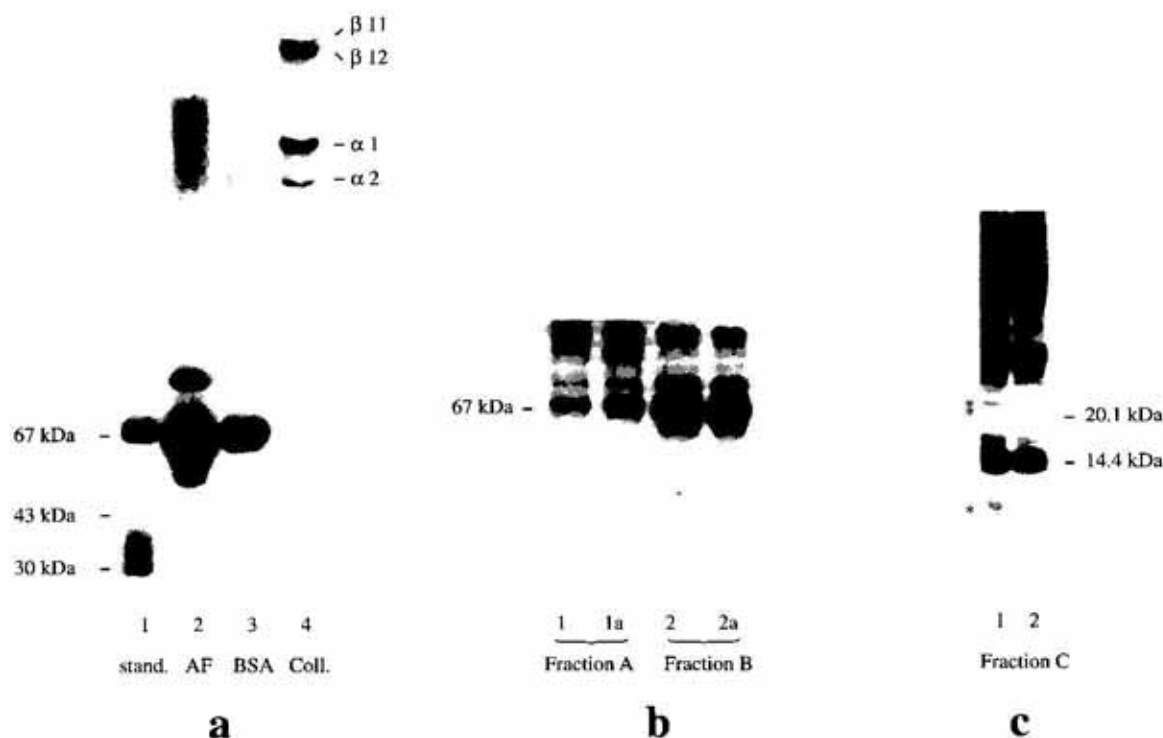 β 11
β 12
α 1
α 2
67 kDa
43 kDa
30 kDa
1 2 3 4
stand. AF BSA Coll.
a
67 kDa
1 1a 2 2a
Fraction A Fraction B
b
20.1 kDa
14.4 kDa
*
1 2
Fraction C
c